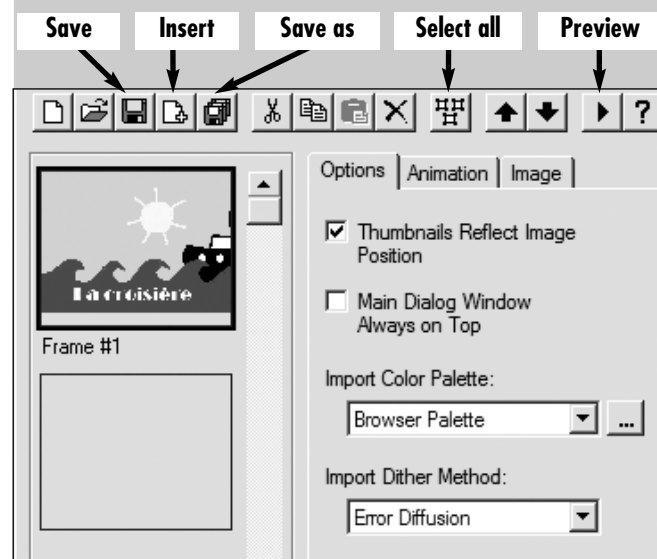 Save Insert Save as Select all Preview
?
Options Animation Image
Thumbnails Reflect Image
Position
Main Dialog Window
Always on Top
La croisière
Frame #1
Import Color Palette:
Browser Palette ...
Import Dither Method:
Error Diffusion